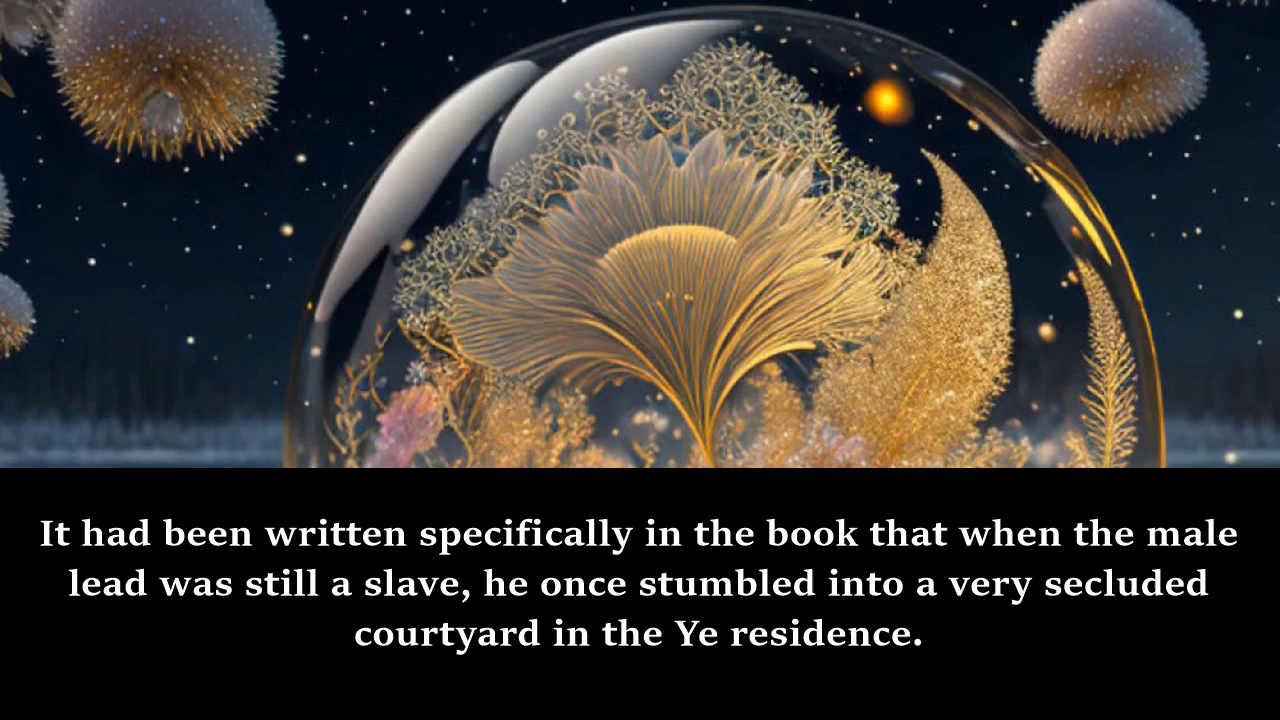 It had been written specifically in the book that when the male
lead was still a slave, he once stumbled into a very secluded
courtyard in the Ye residence.